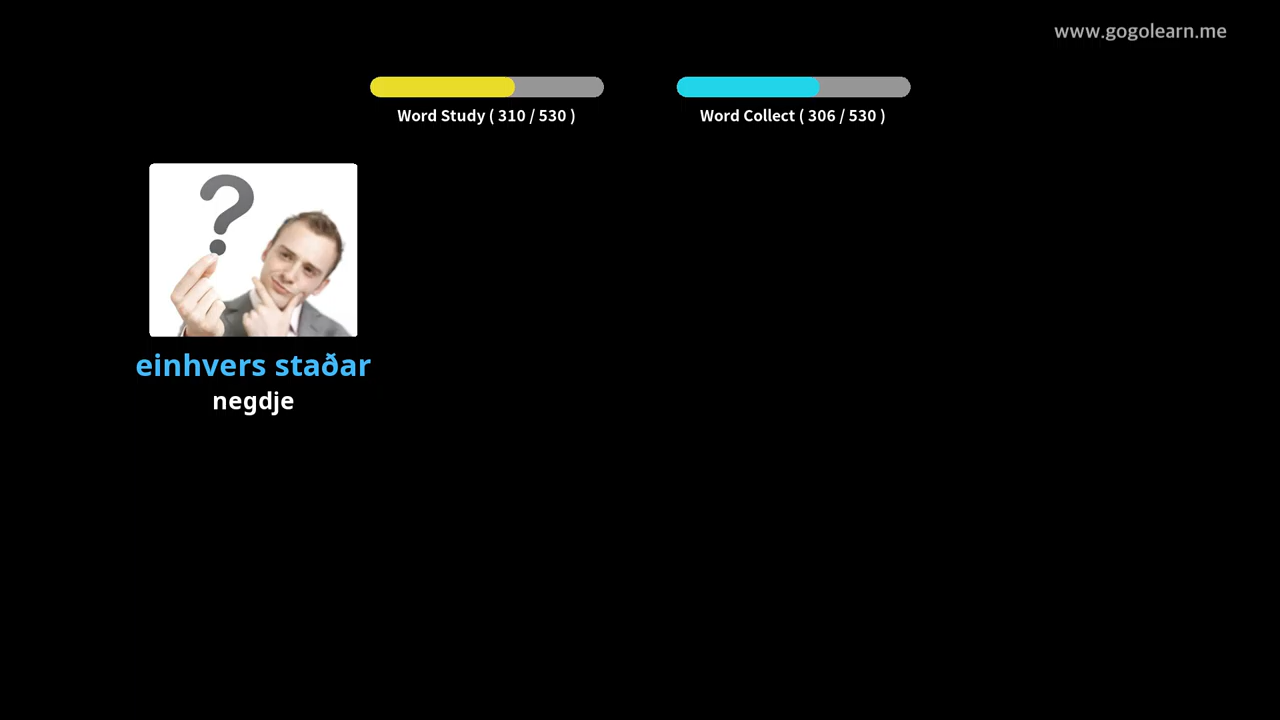 www.gogolearn.me
Word Study ( 310 / 530 )
Word Collect ( 306 / 530 )
?
einhvers staðar
negdje